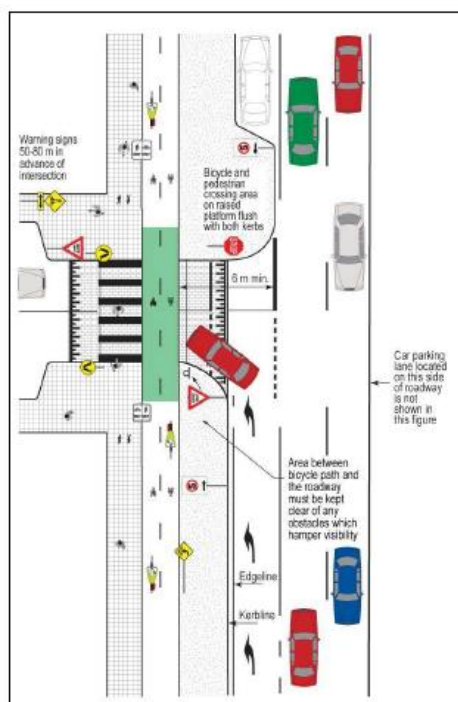 Warning signs
50-80 m in
advance of
intersection
Bicycle and
pedestrian
crossing area
on raised
platform flush
with both kerbs
6 m min.
Car parking
lane located
on this side
of roadway
is not
shown in
this figure
Area between
bicycle path and
the roadway
must be kept
clear of any
obstacles which
hamper visibility
Edgeline
Kerbline